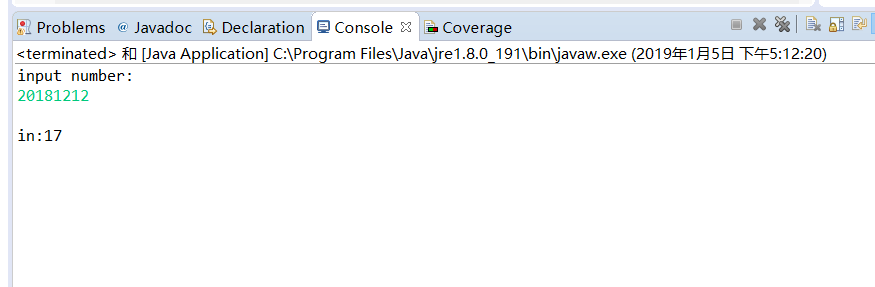 Problems @ Javadoc Declaration Console Coverage
<terminated> 和 [Java Application] C:\Program Files\Java\jre1.8.0_191\bin\javaw.exe (2019年1月5日 下午5:12:20)
input number:
20181212
in:17